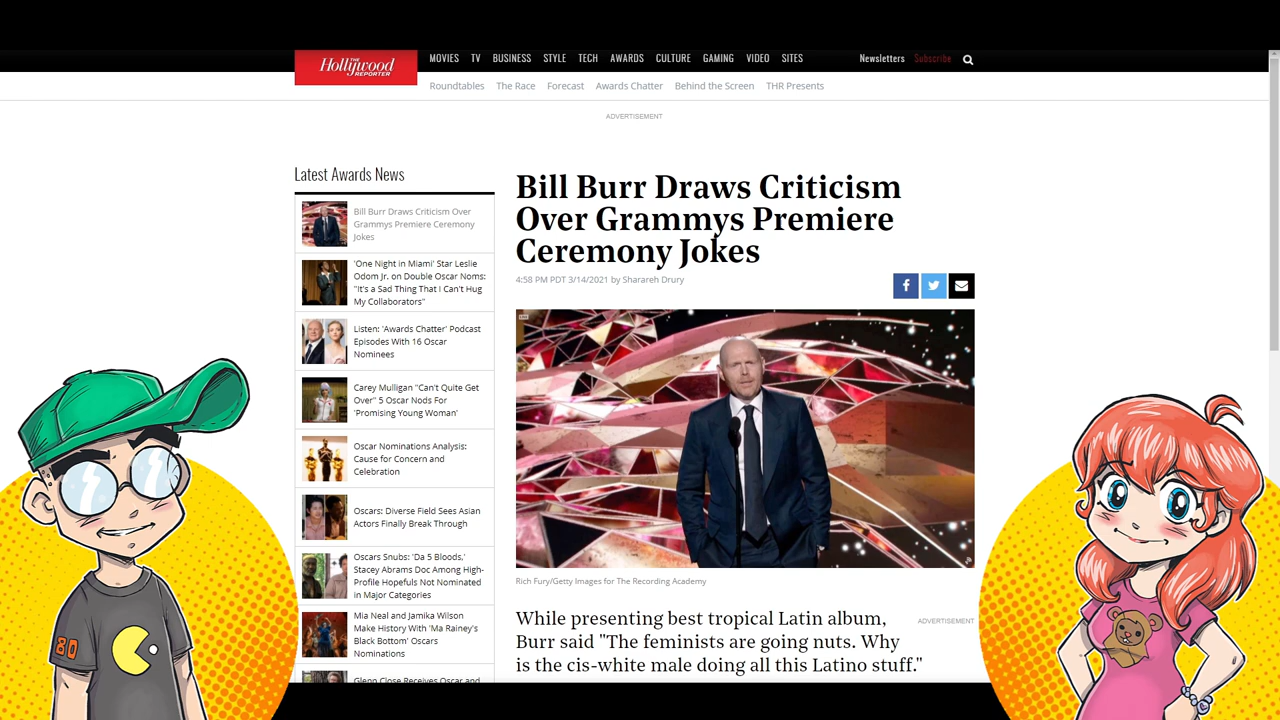 THE
Hollywood
REPORTER
MOVIES TV BUSINESS STYLE TECH AWARDS CULTURE GAMING VIDEO SITES
Newsletters Subscribe
Roundtables The Race Forecast Awards Chatter Behind the Screen THR Presents
ADVERTISEMENT
Latest Awards News
Bill Burr Draws Criticism
Over Grammys Premiere Ceremony
Jokes
'One Night in Miami' Star Leslie
Odom Jr. on Double Oscar Noms:
"It's a Sad Thing That I Can't Hug
My Collaborators"
Listen: 'Awards Chatter' Podcast
Episodes With 16 Oscar
Nominees
Carey Mulligan "Can't Quite Get
Over" 5 Oscar Nods For
'Promising Young Woman'
Oscar Nominations Analysis:
Cause for Concern and
Celebration
Oscars: Diverse Field Sees Asian
Actors Finally Break Through
Oscars Snubs: 'Da 5 Bloods,'
Stacey Abrams Doc Among High-
Profile Hopefuls Not Nominated
in Major Categories
Mia Neal and Jamika Wilson
Make History With 'Ma Rainey's
Black Bottom' Oscars
Nominations
Glenn Close Receives Oscar and
Bill Burr Draws Criticism
Over Grammys Premiere
Ceremony Jokes
4:58 PM PDT 3/14/2021 by Sharareh Drury
Rich Fury/Getty Images for The Recording Academy
While presenting best tropical Latin album,
Burr said "The feminists are going nuts. Why
is the cis-white male doing all this Latino stuff."
ADVERTISEMENT
80